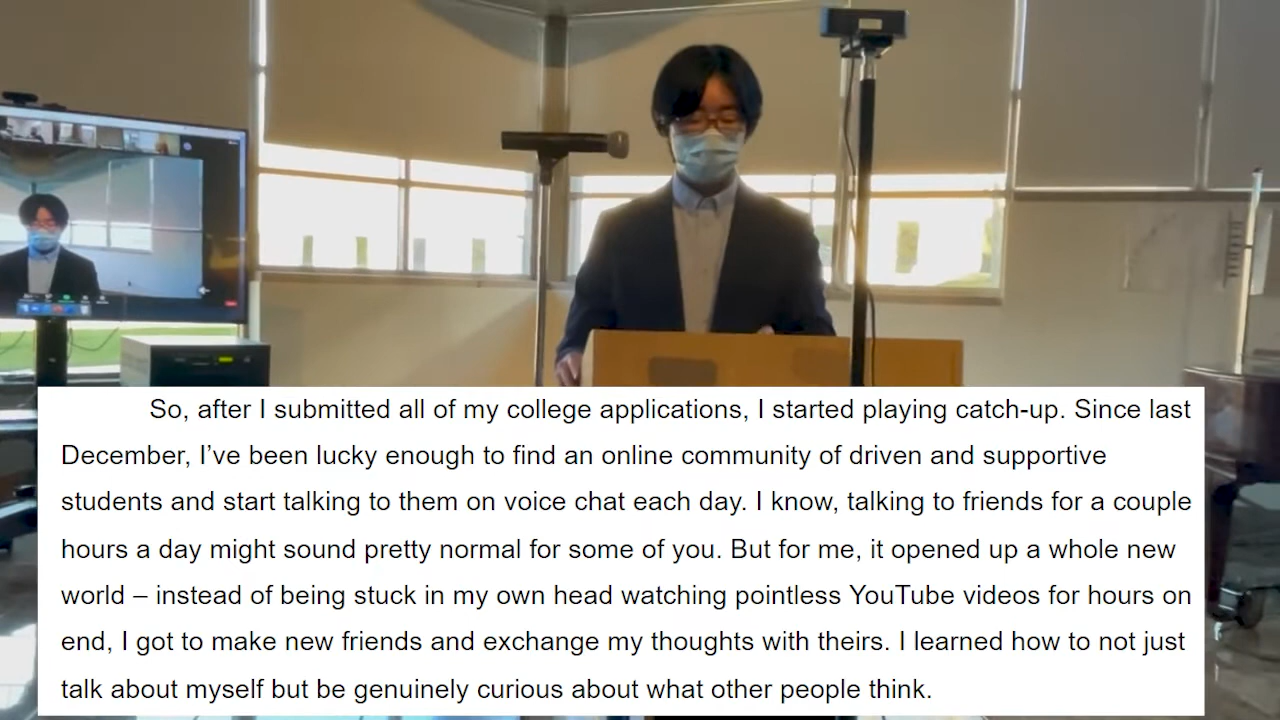 So, after I submitted all of my college applications, I started playing catch-up. Since last
December, I’ve been lucky enough to find an online community of driven and supportive
students and start talking to them on voice chat each day. I know, talking to friends for a couple
hours a day might sound pretty normal for some of you. But for me, it opened up a whole new
world – instead of being stuck in my own head watching pointless YouTube videos for hours on
end, I got to make new friends and exchange my thoughts with theirs. I learned how to not just
talk about myself but be genuinely curious about what other people think.